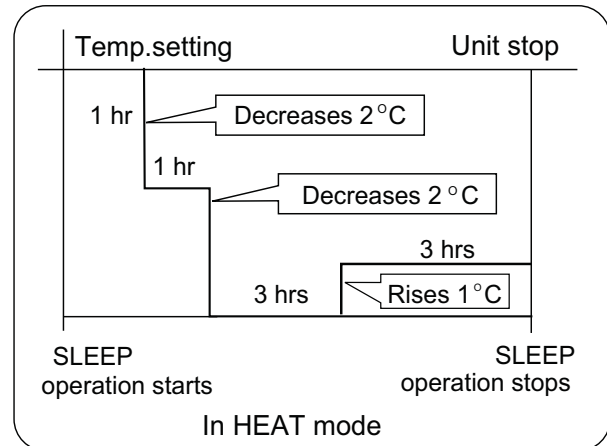 Temp.setting
Unit stop
1 hr
Decreases 2°C
1 hr
Decreases 2°C
3 hrs
3 hrs
Rises 1°C
SLEEP
operation starts
SLEEP
operation stops
In HEAT mode